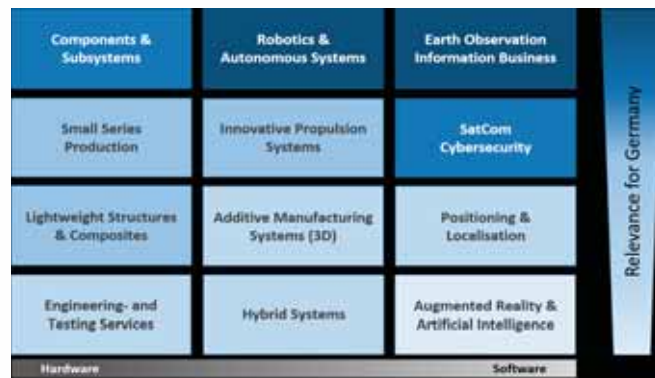 Components &
Subsystems
Robotics &
Autonomous Systems
Earth Observation
Information Business
Small Series
Production
Innovative Propulsion
Systems
SatCom
Cybersecurity
Lightweight Structures
& Composites
Additive Manufacturing
Systems (3D)
Positioning &
Localisation
Engineering- and
Testing Services
Hybrid Systems
Augmented Reality &
Artificial Intelligence
Hardware
Software
Relevance for Germany